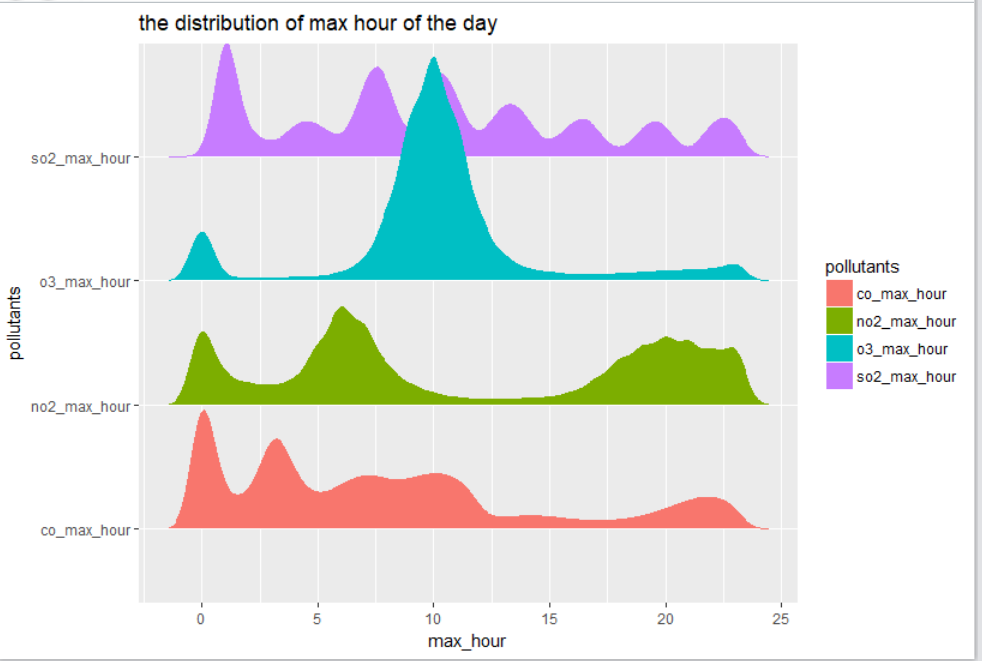 the distribution of max hour of the day
pollutants
so2_max_hour
o3_max_hour
no2_max_hour
co_max_hour
0 5 10 15 20 25
max_hour
pollutants
co_max_hour
no2_max_hour
o3_max_hour
so2_max_hour